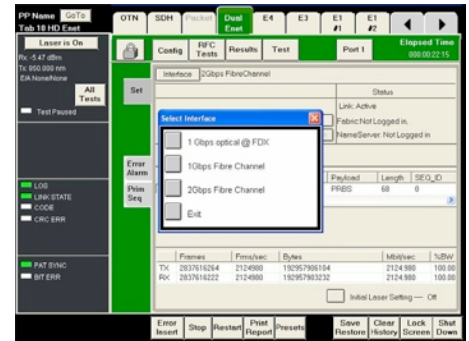 PP Name GoTo
Tab 10 HD Enet
OTN SDH Packet Dual Enet E4 E3 E1 #1 E1 #2
Laser is On
Rx: -5.47 dBm
Tx: 850.000 nm
E/A None/None
All Tests
Test Paused
Config RFC Tests Results Test Port 1 Elapsed Time
000:00:22:15
Interface 2Gbps FibreChannel
Set
Status
Link: Active
Fabric:Not Logged in,
NameServer: Not Logged in
Select Interface
1 Gbps optical @ FDX
1Gbps Fibre Channel
2Gbps Fibre Channel
Exit
Error Alarm
Prim Seq
Payload Length SEQ_ID
PRBS 68 0
LOS
LINK STATE
CODE
CRC ERR
PAT SYNC
BIT ERR
Frames Frms/sec Bytes Mbit/sec %BW
TX 2837616264 2124980 192957906104 2124.980 100.00
RX 2837616222 2124980 192957903232 2124.980 100.00
Initial Laser Setting — Off
Error Insert Stop Restart Print Report Presets Save Restore Clear History Lock Screen Shut Down